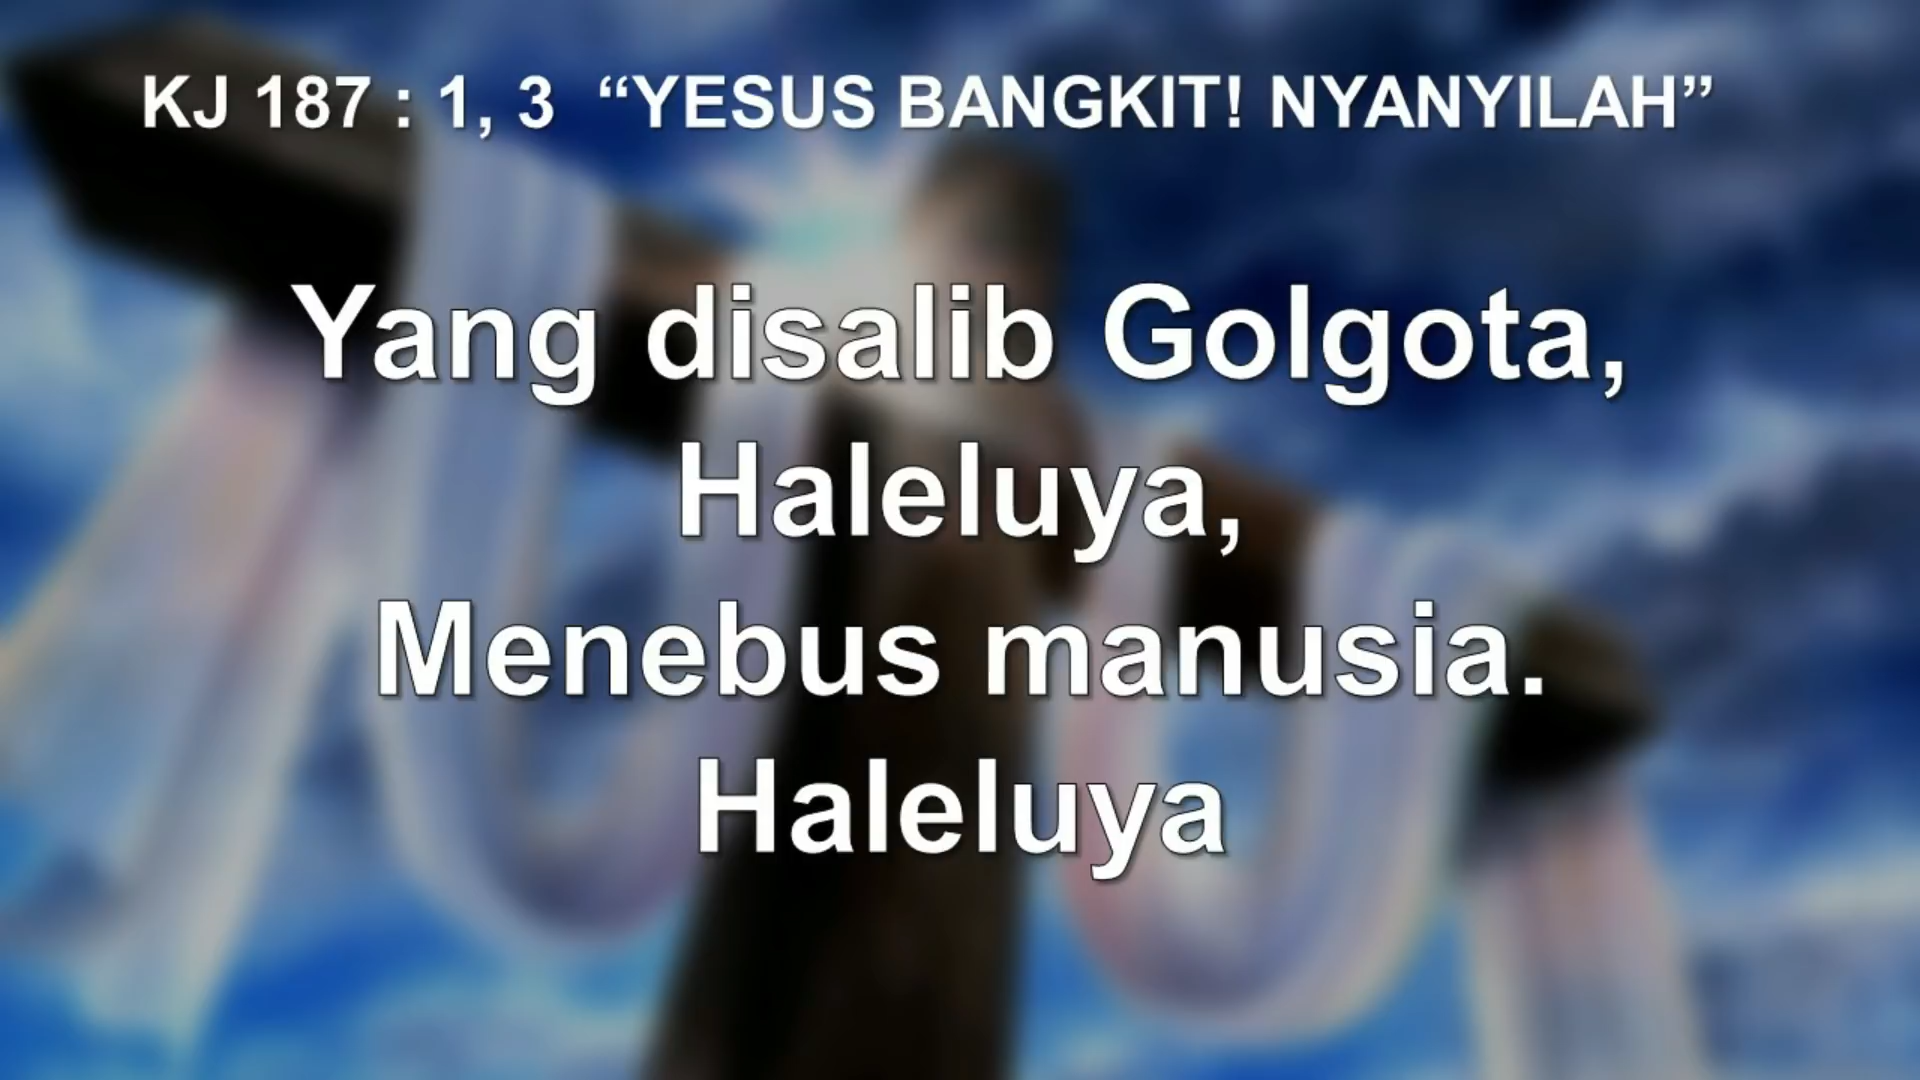 KJ 187 : 1, 3 “YESUS BANGKIT! NYANYILAH”
Yang disalib Golgota,
Haleluya,
Menebus manusia.
Haleluya